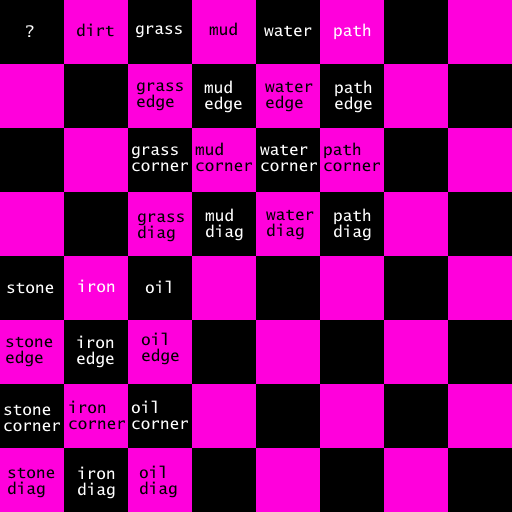 ? dirt grass mud water path
grass edge mud edge water edge path edge
grass corner mud corner water corner path corner
grass diag mud diag water diag path diag
stone iron oil
stone edge iron edge oil edge
stone corner iron corner oil corner
stone diag iron diag oil diag